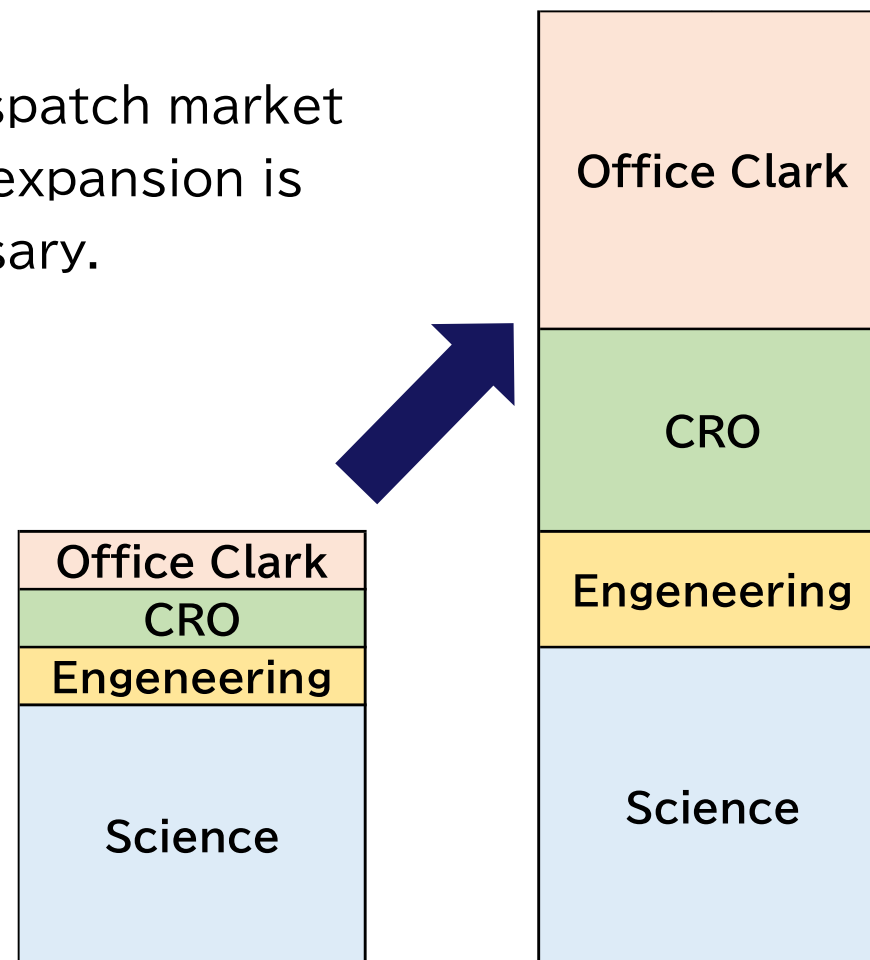 spatch market
expansion is
sary.
Office Clark
CRO
Engeneering
Science
Office Clark
CRO
Engeneering
Science